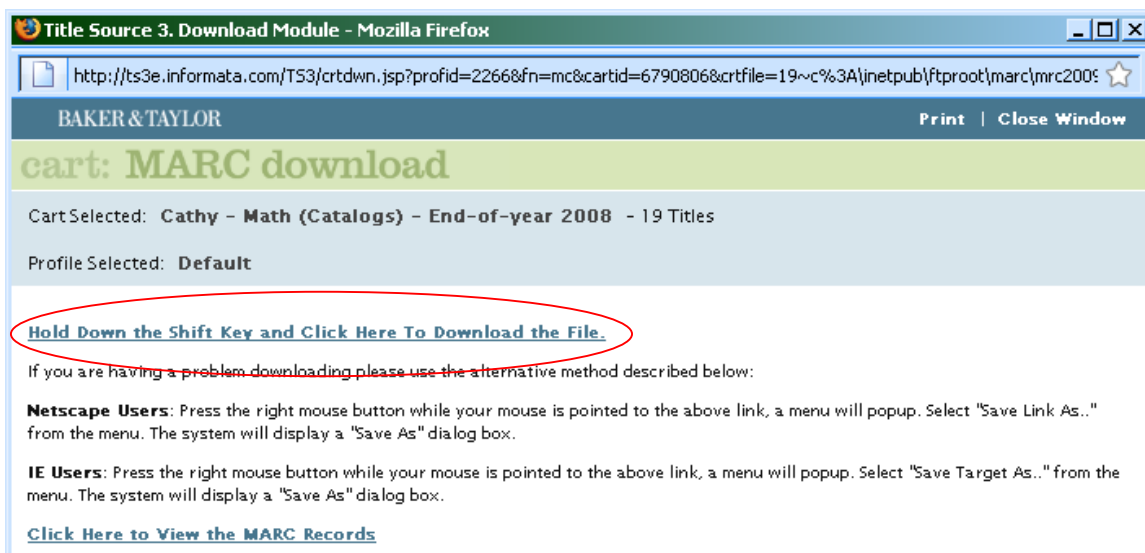 Title Source 3. Download Module - Mozilla Firefox
http://ts3e.informata.com/TS3/crtdwn.jsp?profid=2266&fn=mc&cartid=6790806&crtfile=19~c%3A\inetpub\ftproot\marc\mrc2009
BAKER & TAYLOR
Print | Close Window
cart: MARC download
Cart Selected: Cathy - Math (Catalogs) - End-of-year 2008 - 19 Titles
Profile Selected: Default
Hold Down the Shift Key and Click Here To Download the File.
If you are having a problem downloading please use the alternative method described below:
Netscape Users: Press the right mouse button while your mouse is pointed to the above link, a menu will popup. Select "Save Link As.."
from the menu. The system will display a "Save As" dialog box.
IE Users: Press the right mouse button while your mouse is pointed to the above link, a menu will popup. Select "Save Target As.." from the
menu. The system will display a "Save As" dialog box.
Click Here to View the MARC Records